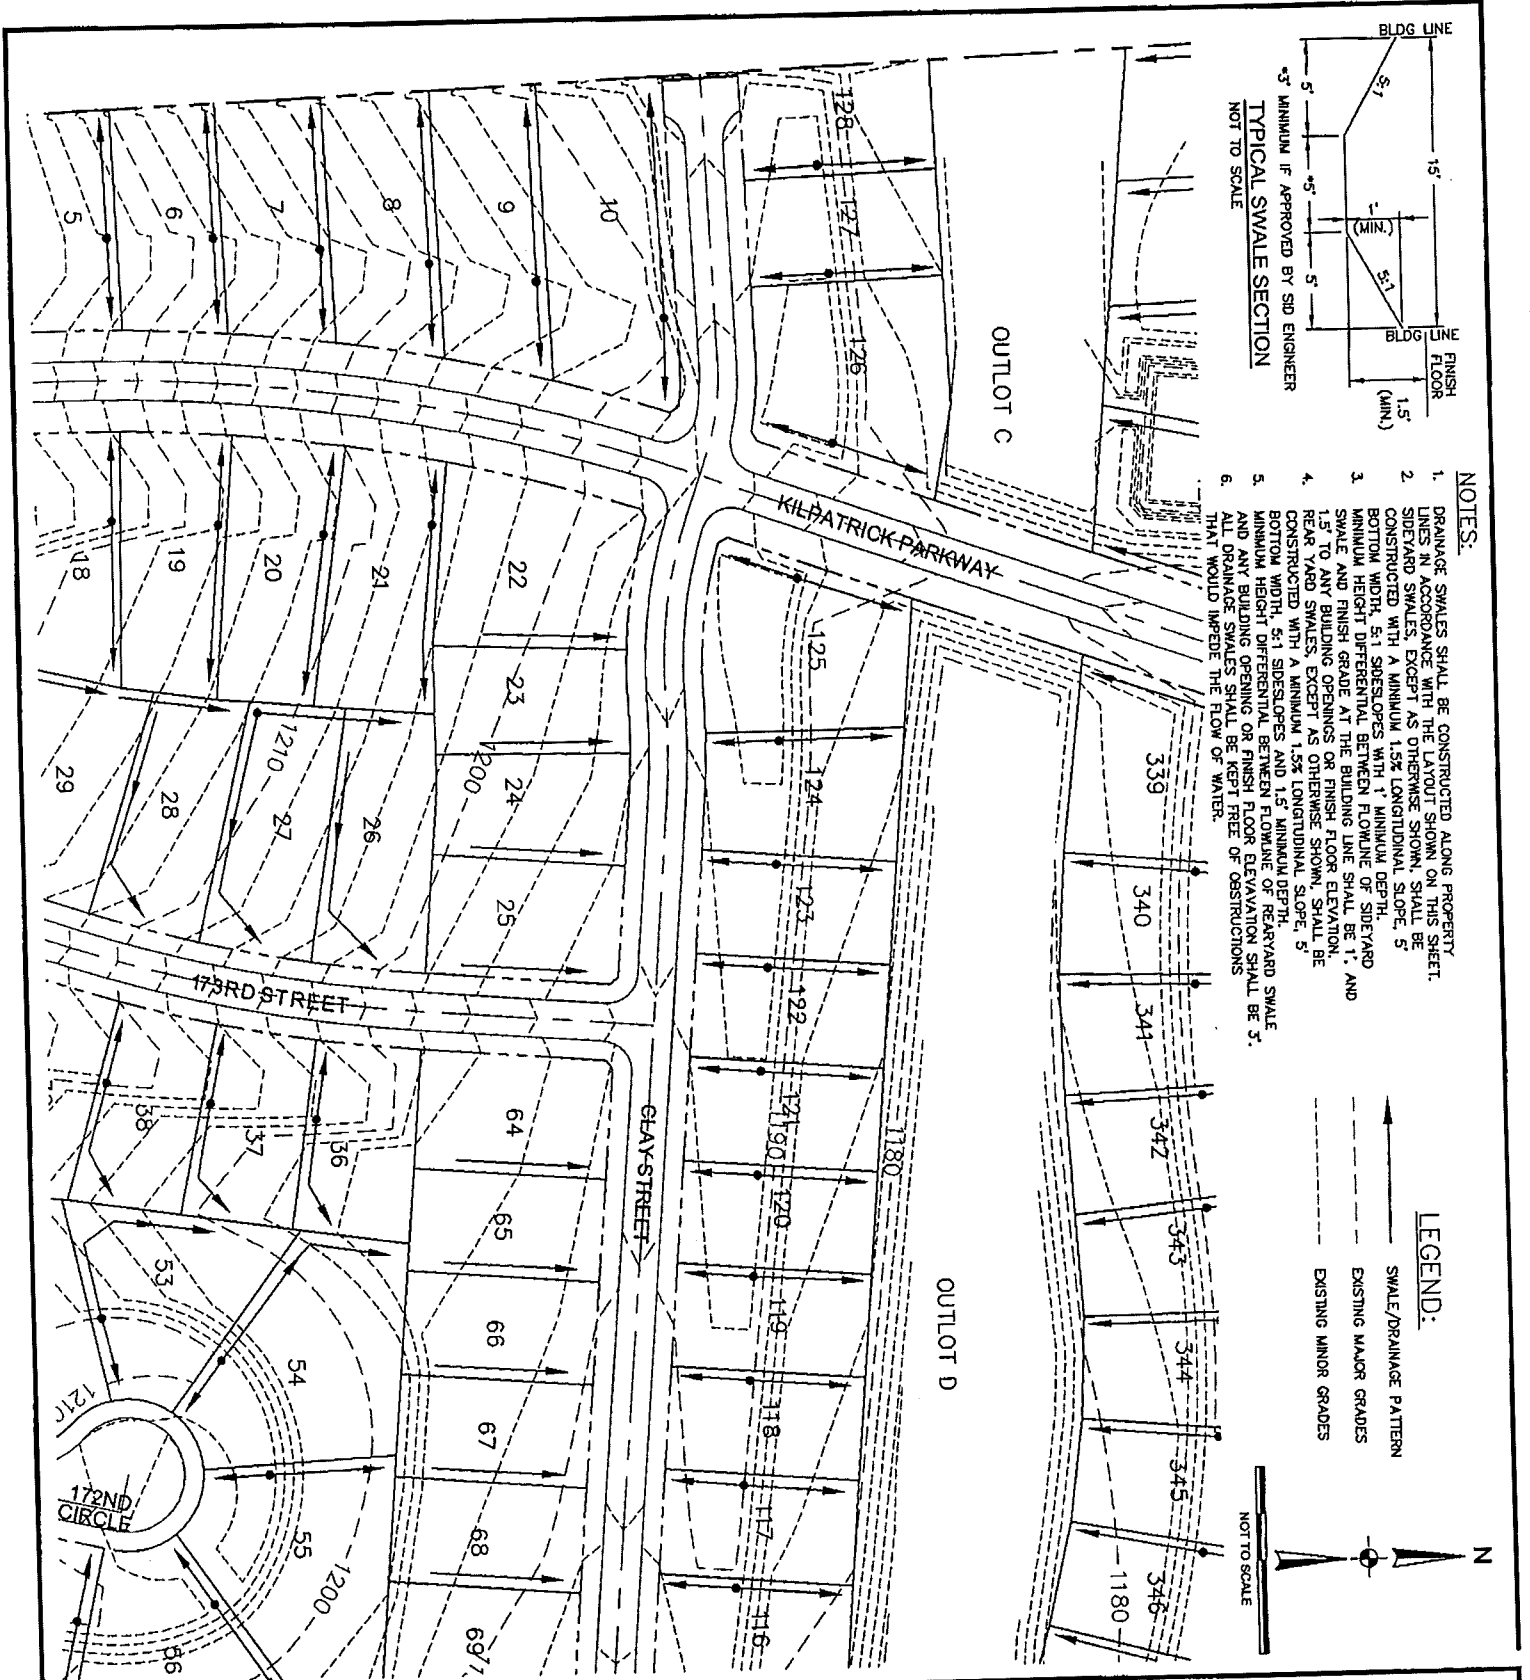 BLDG LINE
15'
BLDG LINE
FINISH
FLOOR
5:1
5:1
1'
(MIN.)
1.5'
(MIN.)
5'
*5'
5'
*3' MINIMUM IF APPROVED BY SID ENGINEER
TYPICAL SWALE SECTION
NOT TO SCALE
NOTES:
1. DRAINAGE SWALES SHALL BE CONSTRUCTED ALONG PROPERTY
LINES IN ACCORDANCE WITH THE LAYOUT SHOWN ON THIS SHEET.
2. SIDEYARD SWALES, EXCEPT AS OTHERWISE SHOWN, SHALL BE
CONSTRUCTED WITH A MINIMUM 1.5% LONGITUDINAL SLOPE, 5'
BOTTOM WIDTH, 5:1 SIDESLOPES WITH 1' MINIMUM DEPTH.
3. MINIMUM HEIGHT DIFFERENTIAL BETWEEN FLOWLINE OF SIDEYARD
SWALE AND FINISH GRADE AT THE BUILDING LINE SHALL BE 1', AND
1.5' TO ANY BUILDING OPENINGS OR FINISH FLOOR ELEVATION.
4. REAR YARD SWALES, EXCEPT AS OTHERWISE SHOWN, SHALL BE
CONSTRUCTED WITH A MINIMUM 1.5% LONGITUDINAL SLOPE, 5'
BOTTOM WIDTH, 5:1 SIDESLOPES AND 1.5' MINIMUM DEPTH.
5. MINIMUM HEIGHT DIFFERENTIAL BETWEEN FLOWLINE OF REARYARD SWALE
AND ANY BUILDING OPENING OR FINISH FLOOR ELEVAVATION SHALL BE 3'.
6. ALL DRAINAGE SWALES SHALL BE KEPT FREE OF OBSTRUCTIONS
THAT WOULD IMPEDE THE FLOW OF WATER.
LEGEND:
SWALE/DRAINAGE PATTERN
EXISTING MAJOR GRADES
EXISTING MINOR GRADES
N
NOT TO SCALE
339
340
341
342
343
344
345
346
1180
OUTLOT C
OUTLOT D
KILPATRICK PARKWAY
128
127
126
125
124
123
122
121
120
119
118
117
116
1180
1190
CLAY STREET
10
9
8
7
6
5
22
23
24
25
1200
21
20
19
18
26
27
28
29
1210
173RD STREET
64
65
66
67
68
69
36
37
38
53
54
55
56
1200
1210
172ND
CIRCLE